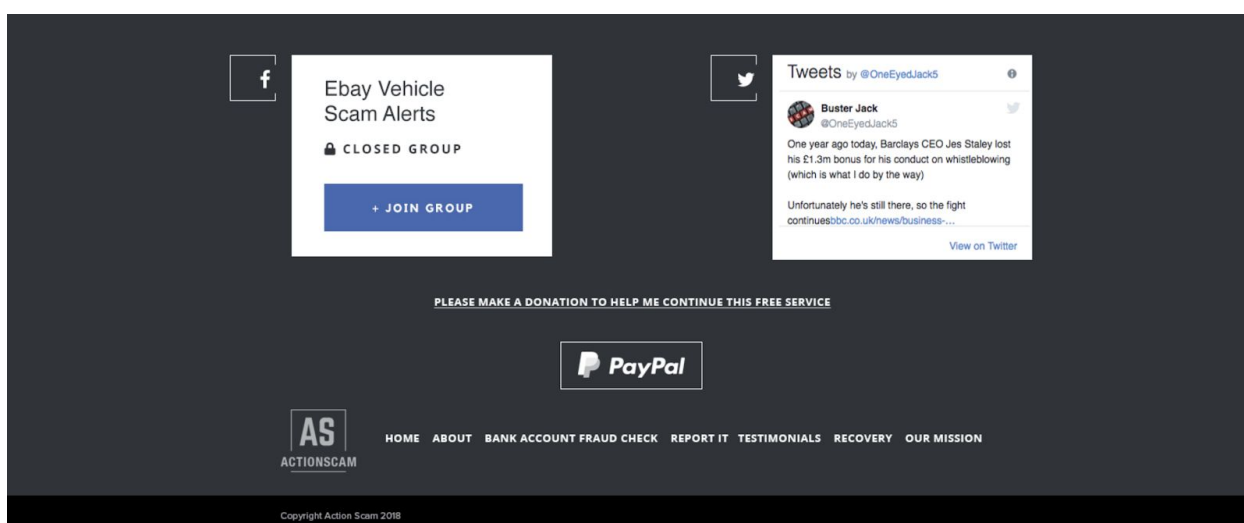 Ebay Vehicle
Scam Alerts
CLOSED GROUP
+ JOIN GROUP
Tweets by @OneEyedJack5
Buster Jack
@OneEyedJack5
One year ago today, Barclays CEO Jes Staley lost
his £1.3m bonus for his conduct on whistleblowing
(which is what I do by the way)
Unfortunately he's still there, so the fight
continuesbbc.co.uk/news/business-...
View on Twitter
PLEASE MAKE A DONATION TO HELP ME CONTINUE THIS FREE SERVICE
PayPal
AS
ACTIONSCAM
HOME ABOUT BANK ACCOUNT FRAUD CHECK REPORT IT TESTIMONIALS RECOVERY OUR MISSION
Copyright Action Scam 2018